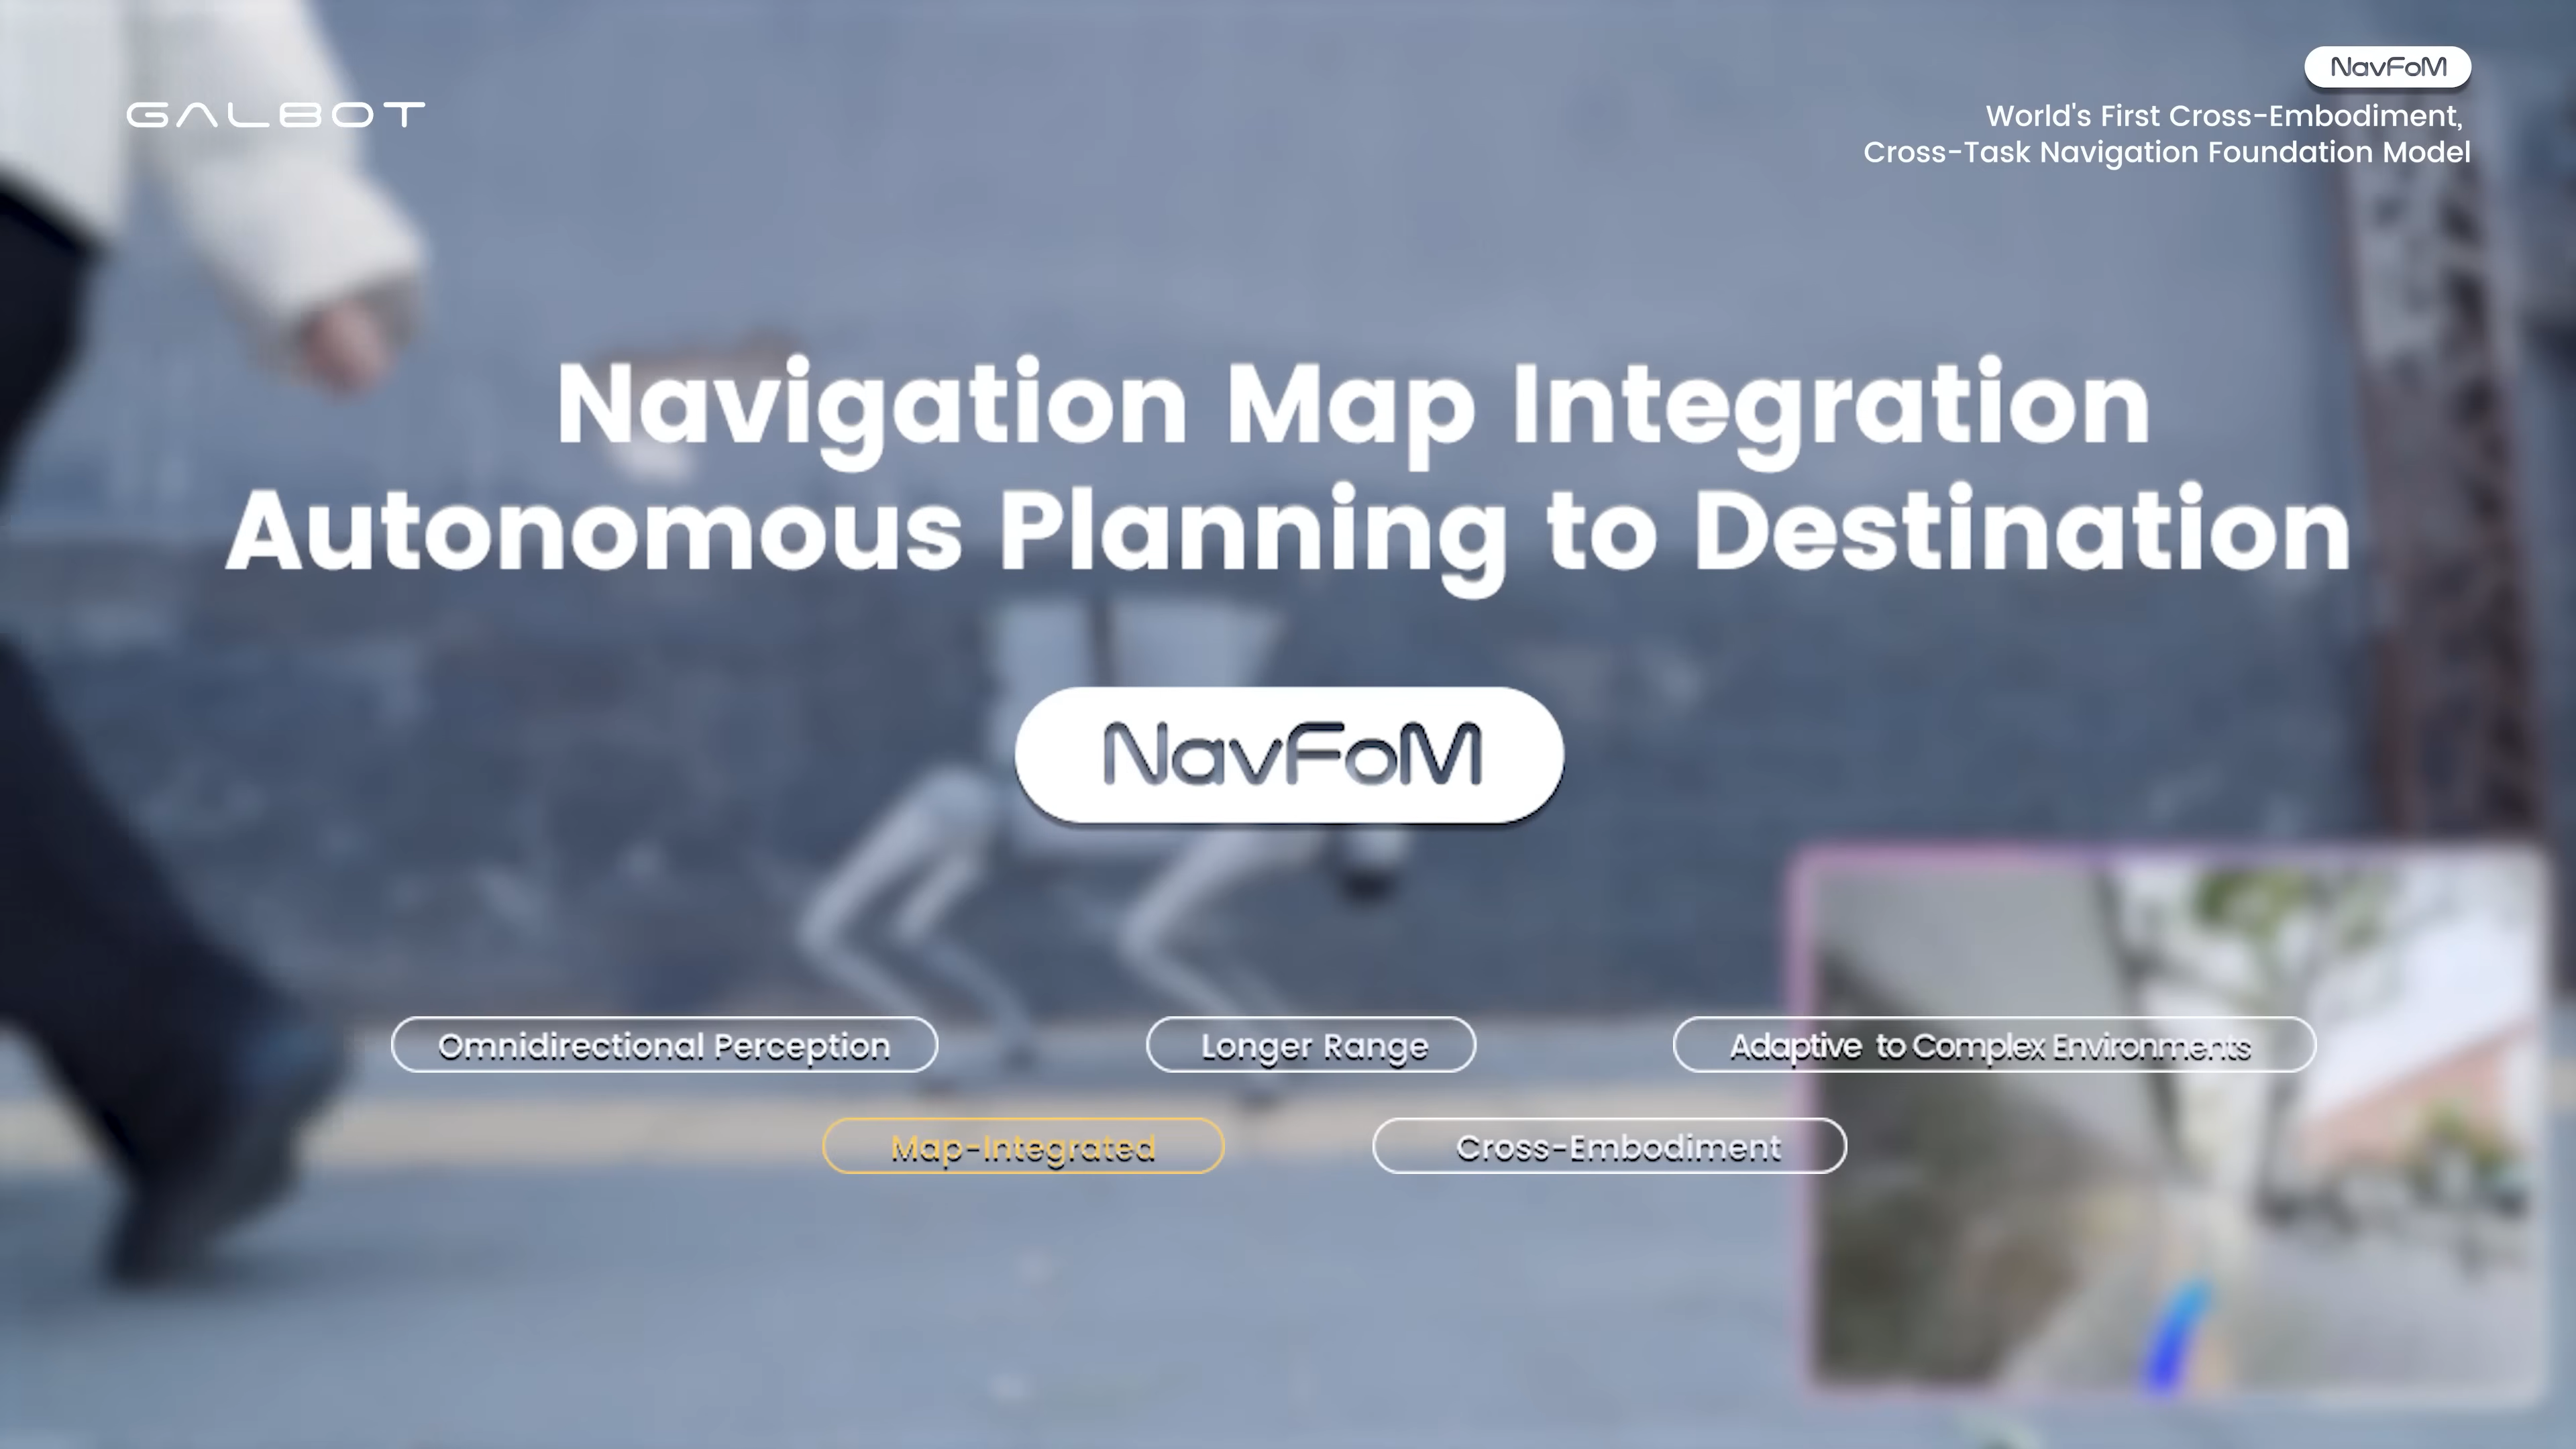 GALBOT
NavFoM
World's First Cross-Embodiment,
Cross-Task Navigation Foundation Model
Navigation Map Integration
Autonomous Planning to Destination
NavFoM
Omnidirectional Perception
Longer Range
Adaptive to Complex Environments
Map-Integrated
Cross-Embodiment